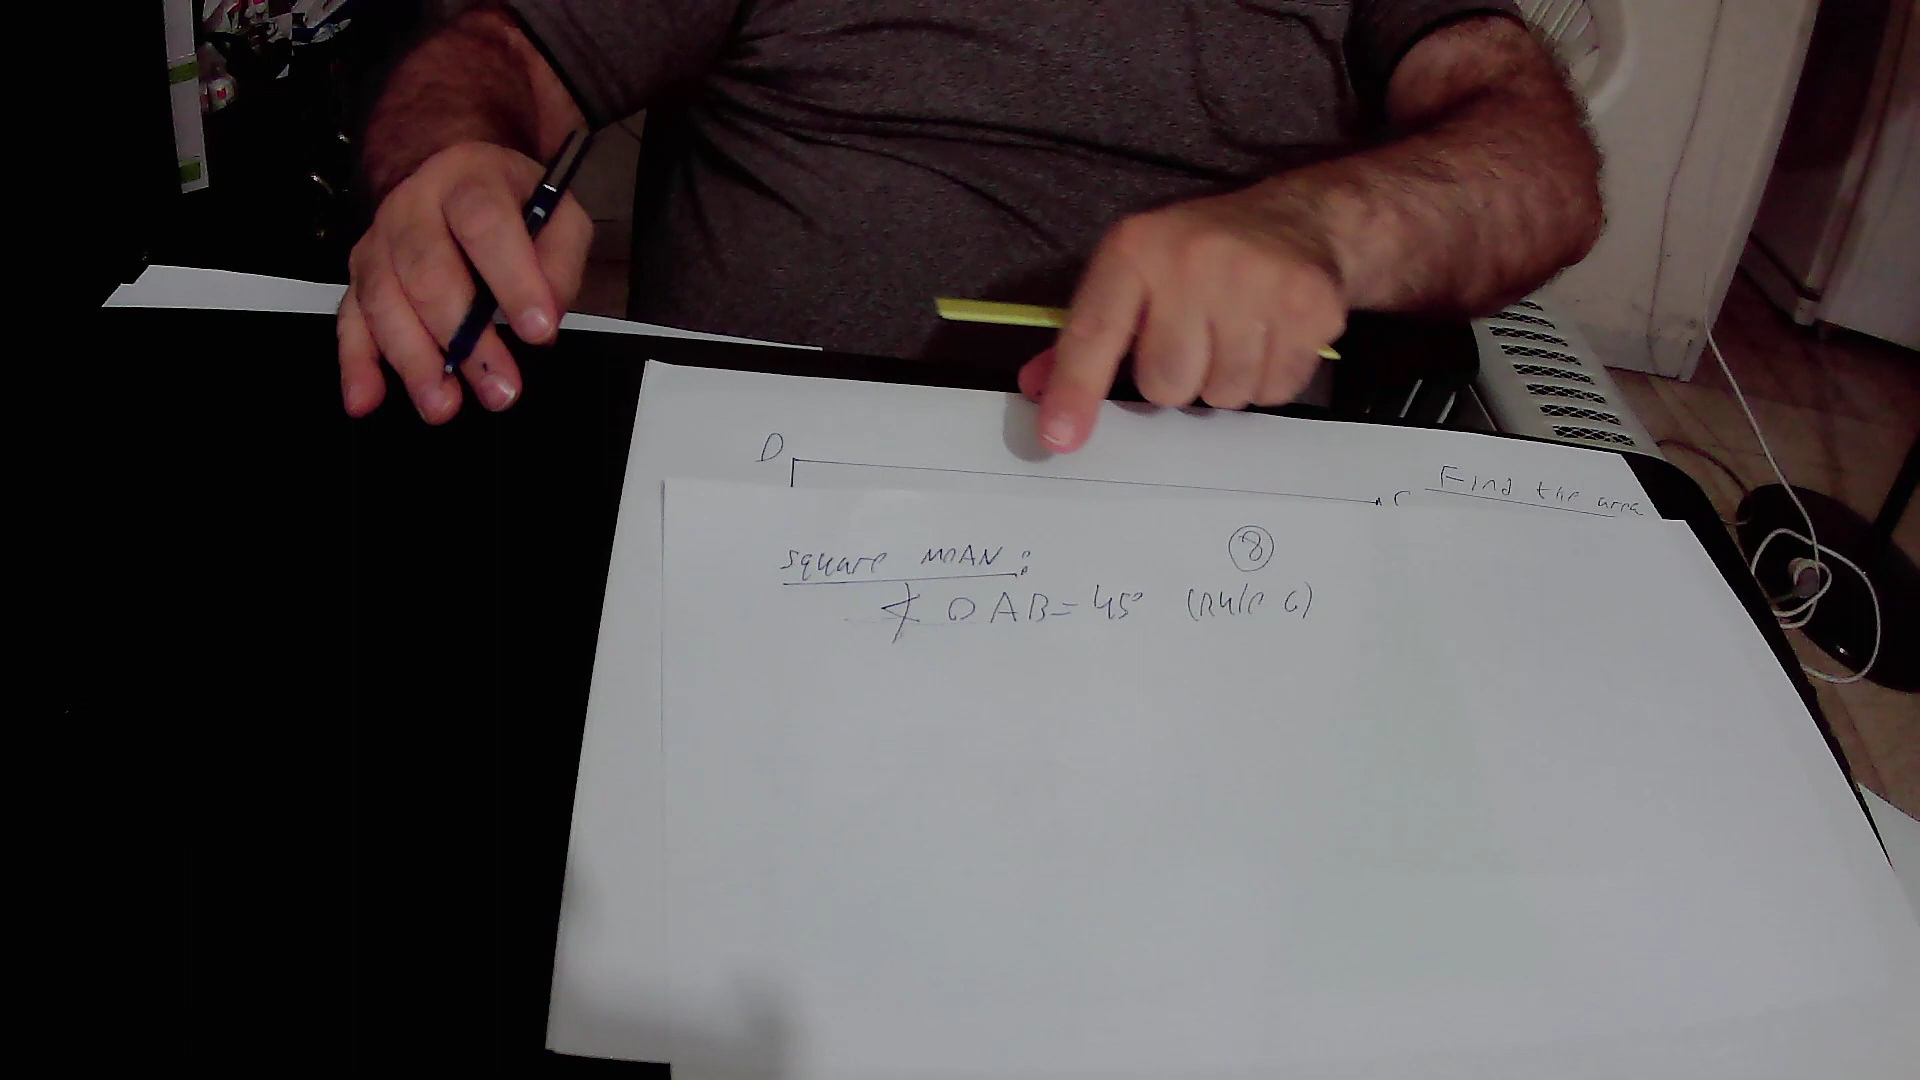 D
C Find the area
square MOAN: ⑧
∢ OAB = 45° (Rule 6)